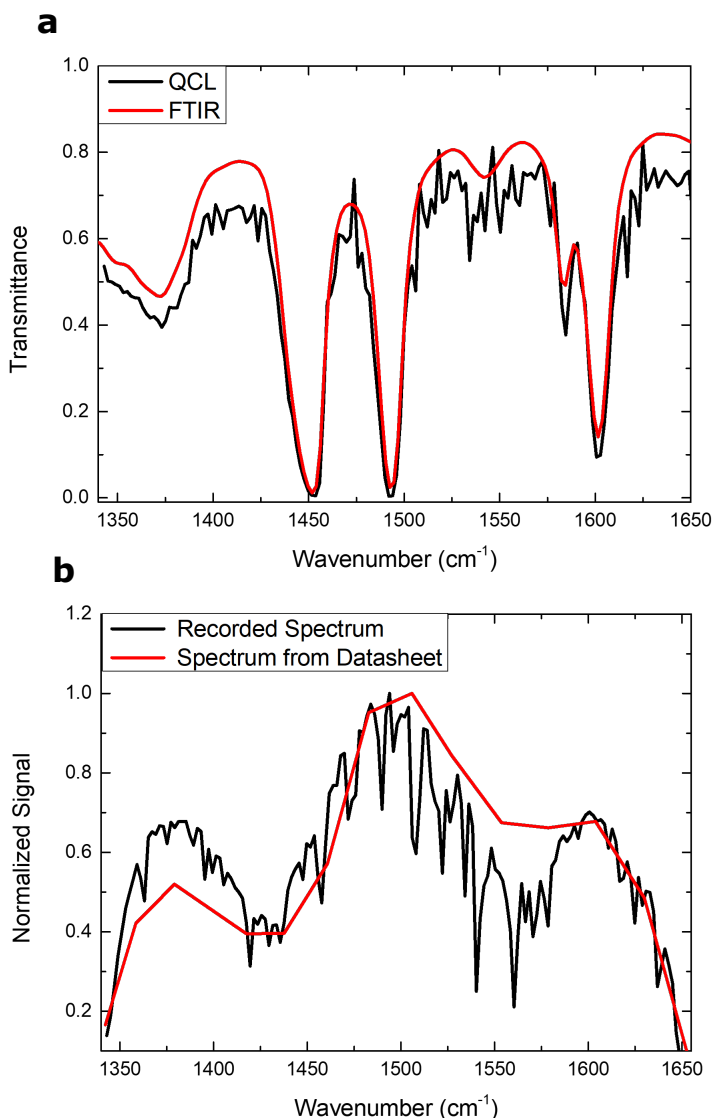 a
1.0
QCL
FTIR
0.8
0.6
0.4
0.2
0.0
Transmittance
1350 1400 1450 1500 1550 1600 1650
Wavenumber (cm-1)
b
1.2
Recorded Spectrum
Spectrum from Datasheet
1.0
0.8
0.6
0.4
0.2
Normalized Signal
1350 1400 1450 1500 1550 1600 1650
Wavenumber (cm-1)